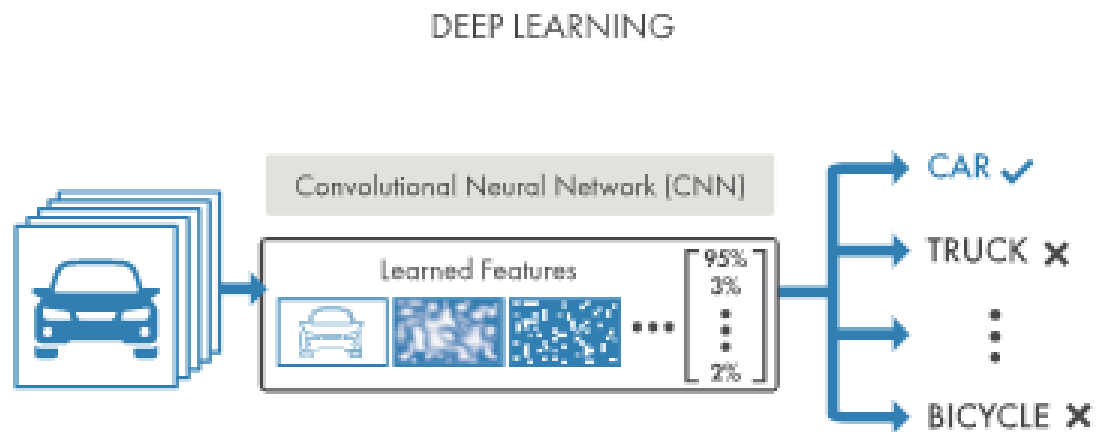 DEEP LEARNING
Convolutional Neural Network (CNN)
Learned Features
95%
3%
2%
CAR
TRUCK
BICYCLE